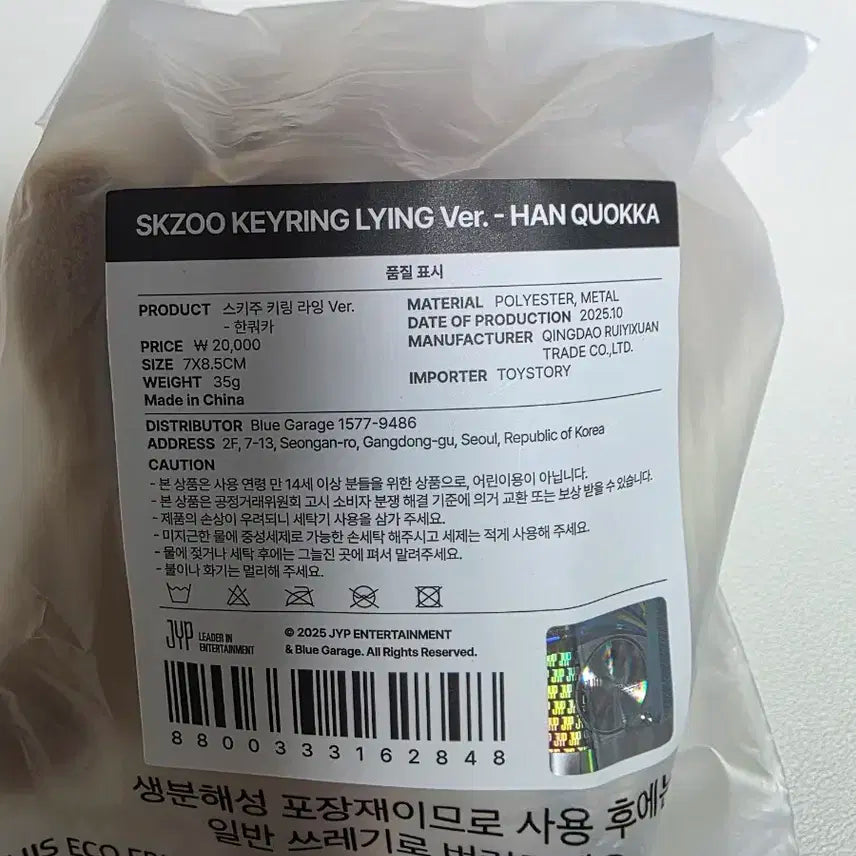 SKZOO KEYRING LYING Ver. - HAN QUOKKA
품질 표시
PRODUCT 스키주 키링 라잉 Ver.
- 한쿼카
PRICE ₩ 20,000
SIZE 7X8.5CM
WEIGHT 35g
Made in China
MATERIAL POLYESTER, METAL
DATE OF PRODUCTION 2025.10
MANUFACTURER QINGDAO RUIYIXUAN
TRADE CO.,LTD.
IMPORTER TOYSTORY
DISTRIBUTOR Blue Garage 1577-9486
ADDRESS 2F, 7-13, Seongan-ro, Gangdong-gu, Seoul, Republic of Korea
CAUTION
- 본 상품은 사용 연령 만 14세 이상 분들을 위한 상품으로, 어린이용이 아닙니다.
- 본 상품은 공정거래위원회 고시 소비자 분쟁 해결 기준에 의거 교환 또는 보상 받을 수 있습니다.
- 제품의 손상이 우려되니 세탁기 사용을 삼가 주세요.
- 미지근한 물에 중성세제로 가능한 손세탁 해주시고 세제는 적게 사용해 주세요.
- 물에 젖거나 세탁 후에는 그늘진 곳에 펴서 말려주세요.
- 불이나 화기는 멀리해 주세요.
JYP LEADER IN
ENTERTAINMENT
© 2025 JYP ENTERTAINMENT
& Blue Garage. All Rights Reserved.
8800333162848
생분해성 포장재이므로 사용 후에는
일반 쓰레기로
ECO